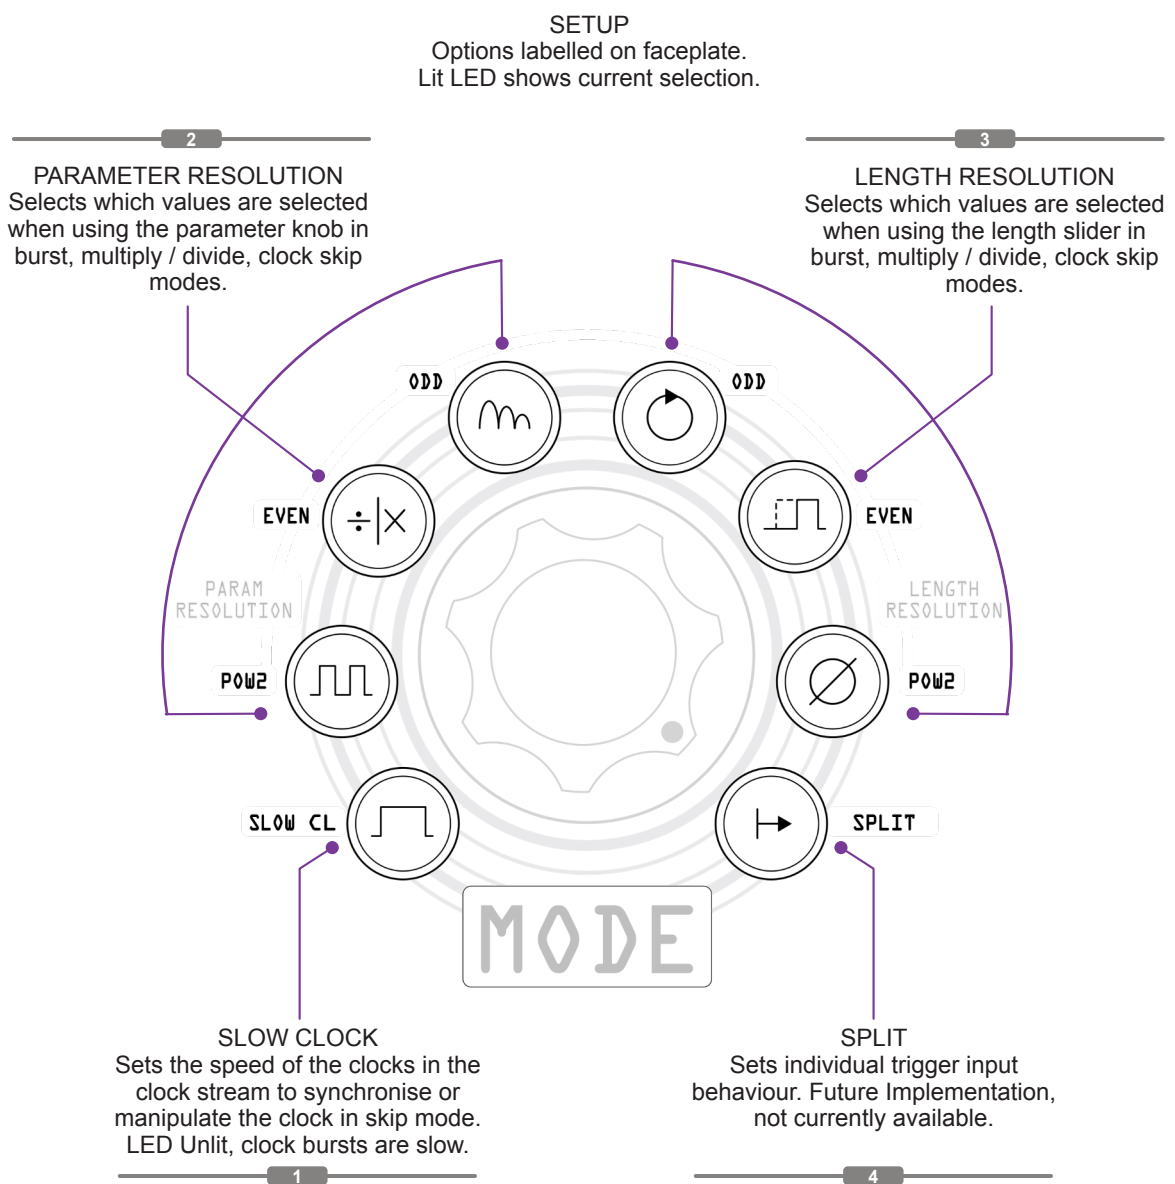 SETUP
Options labelled on faceplate.
Lit LED shows current selection.
2
PARAMETER RESOLUTION
Selects which values are selected
when using the parameter knob in
burst, multiply / divide, clock skip
modes.
3
LENGTH RESOLUTION
Selects which values are selected
when using the length slider in
burst, multiply / divide, clock skip
modes.
ODD
ODD
EVEN
EVEN
PARAM
RESOLUTION
LENGTH
RESOLUTION
POW2
POW2
SLOW CL
SPLIT
MODE
SLOW CLOCK
Sets the speed of the clocks in the
clock stream to synchronise or
manipulate the clock in skip mode.
LED Unlit, clock bursts are slow.
1
SPLIT
Sets individual trigger input
behaviour. Future Implementation,
not currently available.
4